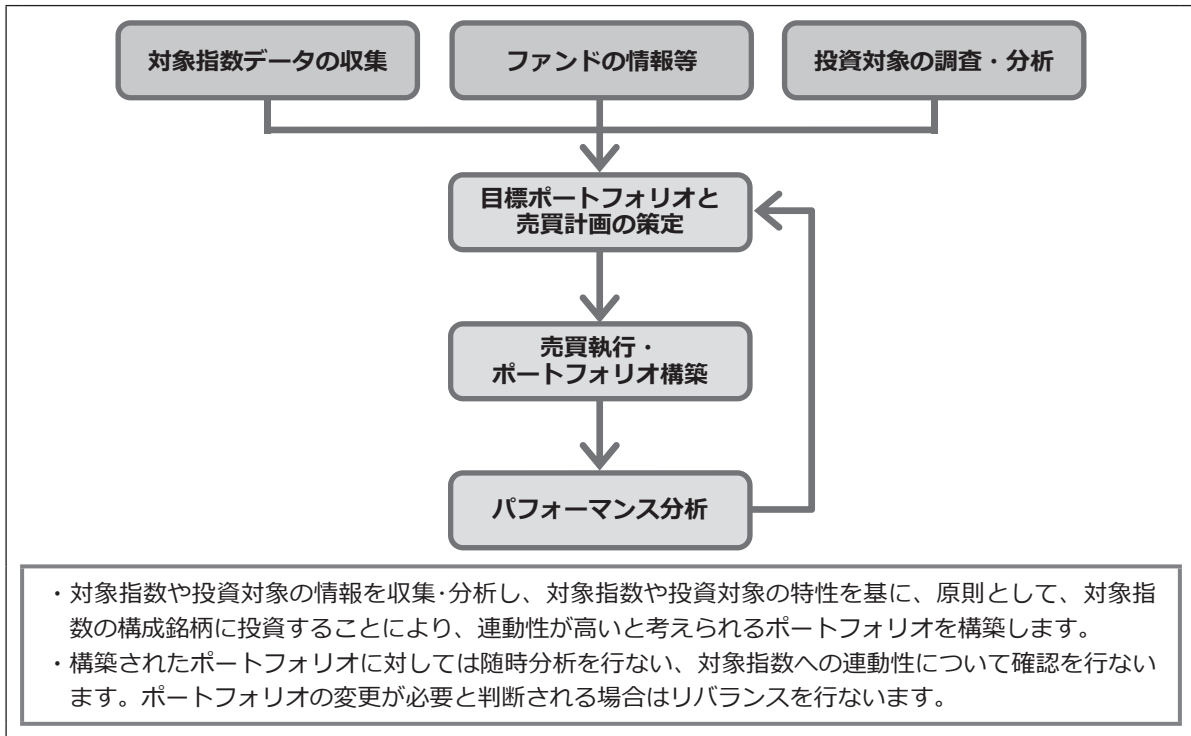 対象指数データの収集
ファンドの情報等
投資対象の調査・分析
目標ポートフォリオと
売買計画の策定
売買執行・
ポートフォリオ構築
パフォーマンス分析
・対象指数や投資対象の情報を収集･分析し、対象指数や投資対象の特性を基に、原則として、対象指
数の構成銘柄に投資することにより、連動性が高いと考えられるポートフォリオを構築します。
・構築されたポートフォリオに対しては随時分析を行ない、対象指数への連動性について確認を行ない
ます。ポートフォリオの変更が必要と判断される場合はリバランスを行ないます。